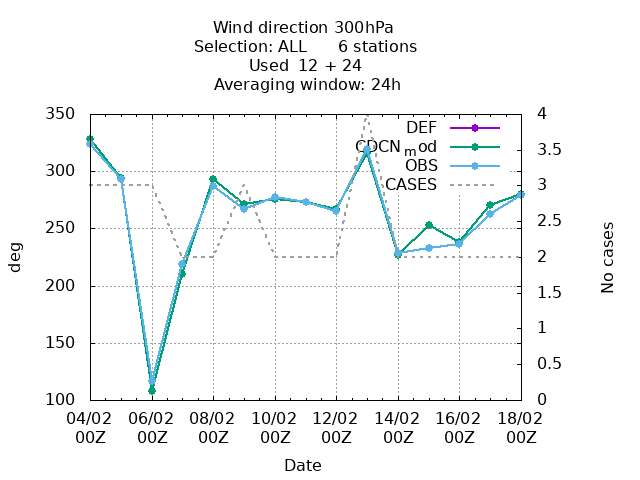 Wind direction 300hPa
Selection: ALL 6 stations
Used 12 + 24
Averaging window: 24h
350
300
250
200
150
100
deg
4
3.5
3
2.5
2
1.5
1
0.5
0
No cases
DEF
CDCN_mod
OBS
CASES
04/02 06/02 08/02 10/02 12/02 14/02 16/02 18/02
00Z 00Z 00Z 00Z 00Z 00Z 00Z 00Z
Date